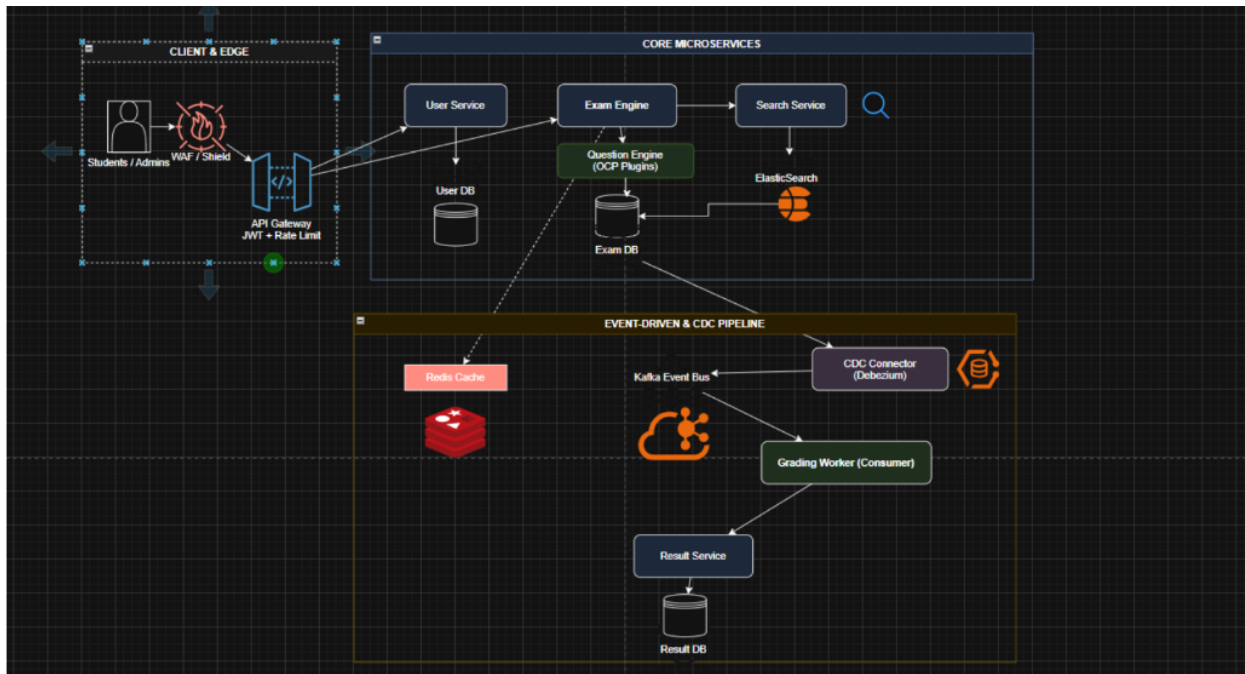 CLIENT & EDGE
Students / Admins
WAF / Shield
API Gateway
JWT + Rate Limit
CORE MICROSERVICES
User Service
Exam Engine
Search Service
Question Engine
(OCP Plugins)
User DB
ElasticSearch
Exam DB
EVENT-DRIVEN & CDC PIPELINE
Redis Cache
Kafka Event Bus
CDC Connector
(Debezium)
Grading Worker (Consumer)
Result Service
Result DB